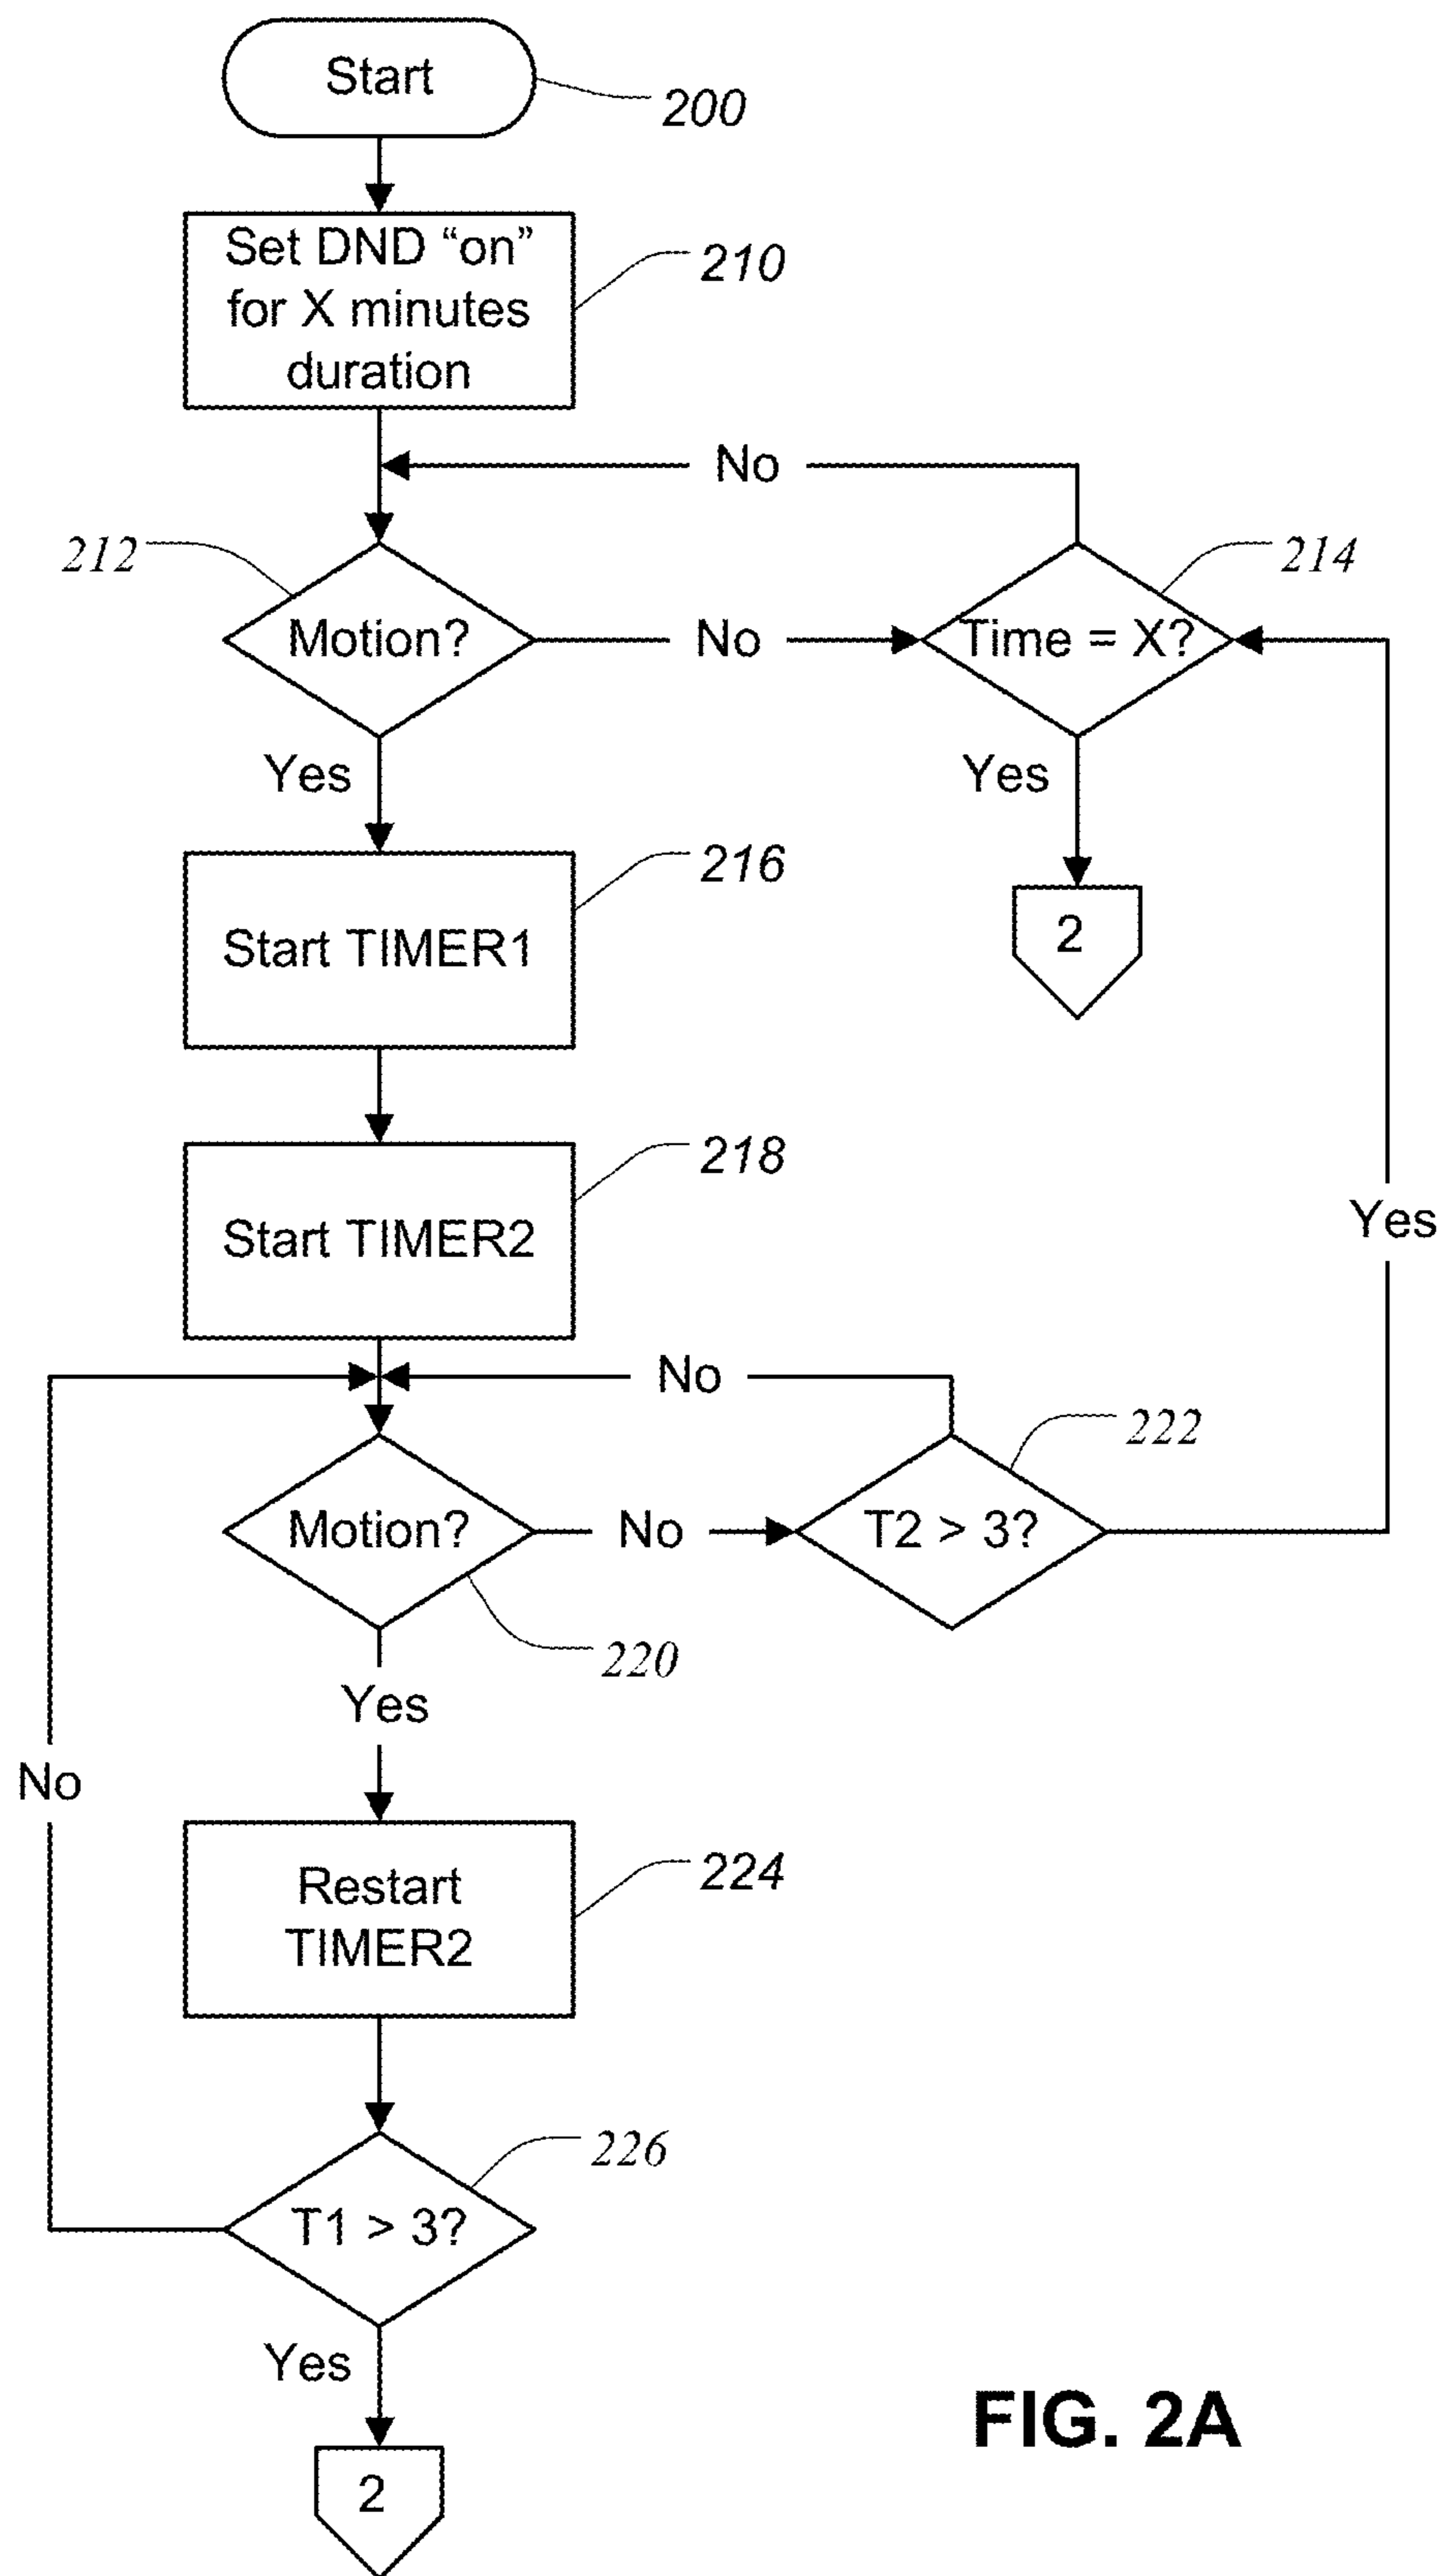 Start
200
Set DND “on”
for X minutes
duration
210
No
212
Motion?
No
Time = X?
214
Yes
Yes
216
Start TIMER1
2
218
Start TIMER2
Yes
No
222
Motion?
No
T2 > 3?
220
Yes
No
224
Restart
TIMER2
226
T1 > 3?
Yes
FIG. 2A
2